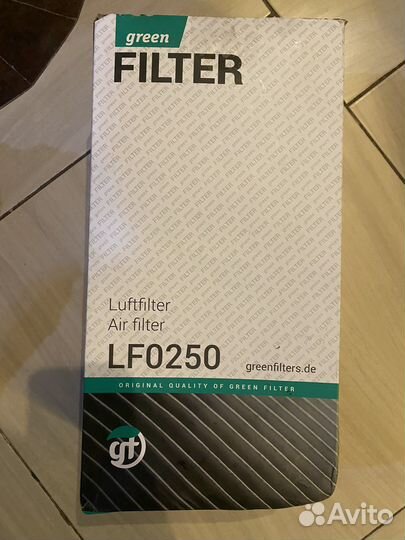 green
FILTER
Luftfilter
Air filter
LF0250
greenfilters.de
ORIGINAL QUALITY OF GREEN FILTER
gf
Avito